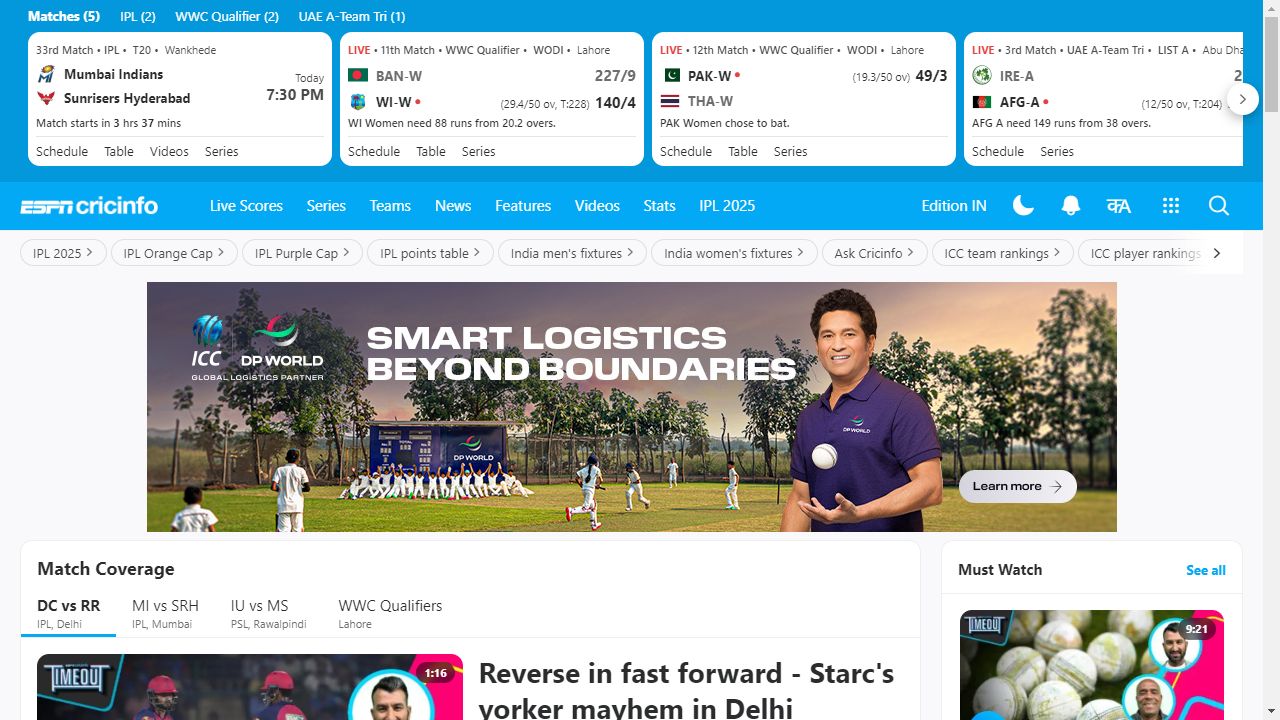 Matches (5) IPL (2) WWC Qualifier (2) UAE A-Team Tri (1)
33rd Match • IPL • T20 • Wankhede
Mumbai Indians
Sunrisers Hyderabad
Today
7:30 PM
Match starts in 3 hrs 37 mins
Schedule Table Videos Series
LIVE • 11th Match • WWC Qualifier • WODI • Lahore
BAN-W 227/9
WI-W • (29.4/50 ov, T:228) 140/4
WI Women need 88 runs from 20.2 overs.
Schedule Table Series
LIVE • 12th Match • WWC Qualifier • WODI • Lahore
PAK-W • (19.3/50 ov) 49/3
THA-W
PAK Women chose to bat.
Schedule Table Series
LIVE • 3rd Match • UAE A-Team Tri • LIST A • Abu Dha
IRE-A 2
AFG-A • (12/50 ov, T:204)
AFG A need 149 runs from 38 overs.
Schedule Series
ESPN cricinfo Live Scores Series Teams News Features Videos Stats IPL 2025 Edition IN कA
IPL 2025 IPL Orange Cap IPL Purple Cap IPL points table India men's fixtures India women's fixtures Ask Cricinfo ICC team rankings ICC player rankings
ICC DP WORLD
GLOBAL LOGISTICS PARTNER
SMART LOGISTICS
BEYOND BOUNDARIES
TOTAL
DP WORLD
DP WORLD
Learn more
Match Coverage
DC vs RR MI vs SRH IU vs MS WWC Qualifiers
IPL, Delhi IPL, Mumbai PSL, Rawalpindi Lahore
TIMEOUT
1:16
Reverse in fast forward - Starc's
yorker mayhem in Delhi
Must Watch See all
TIMEOUT
9:21